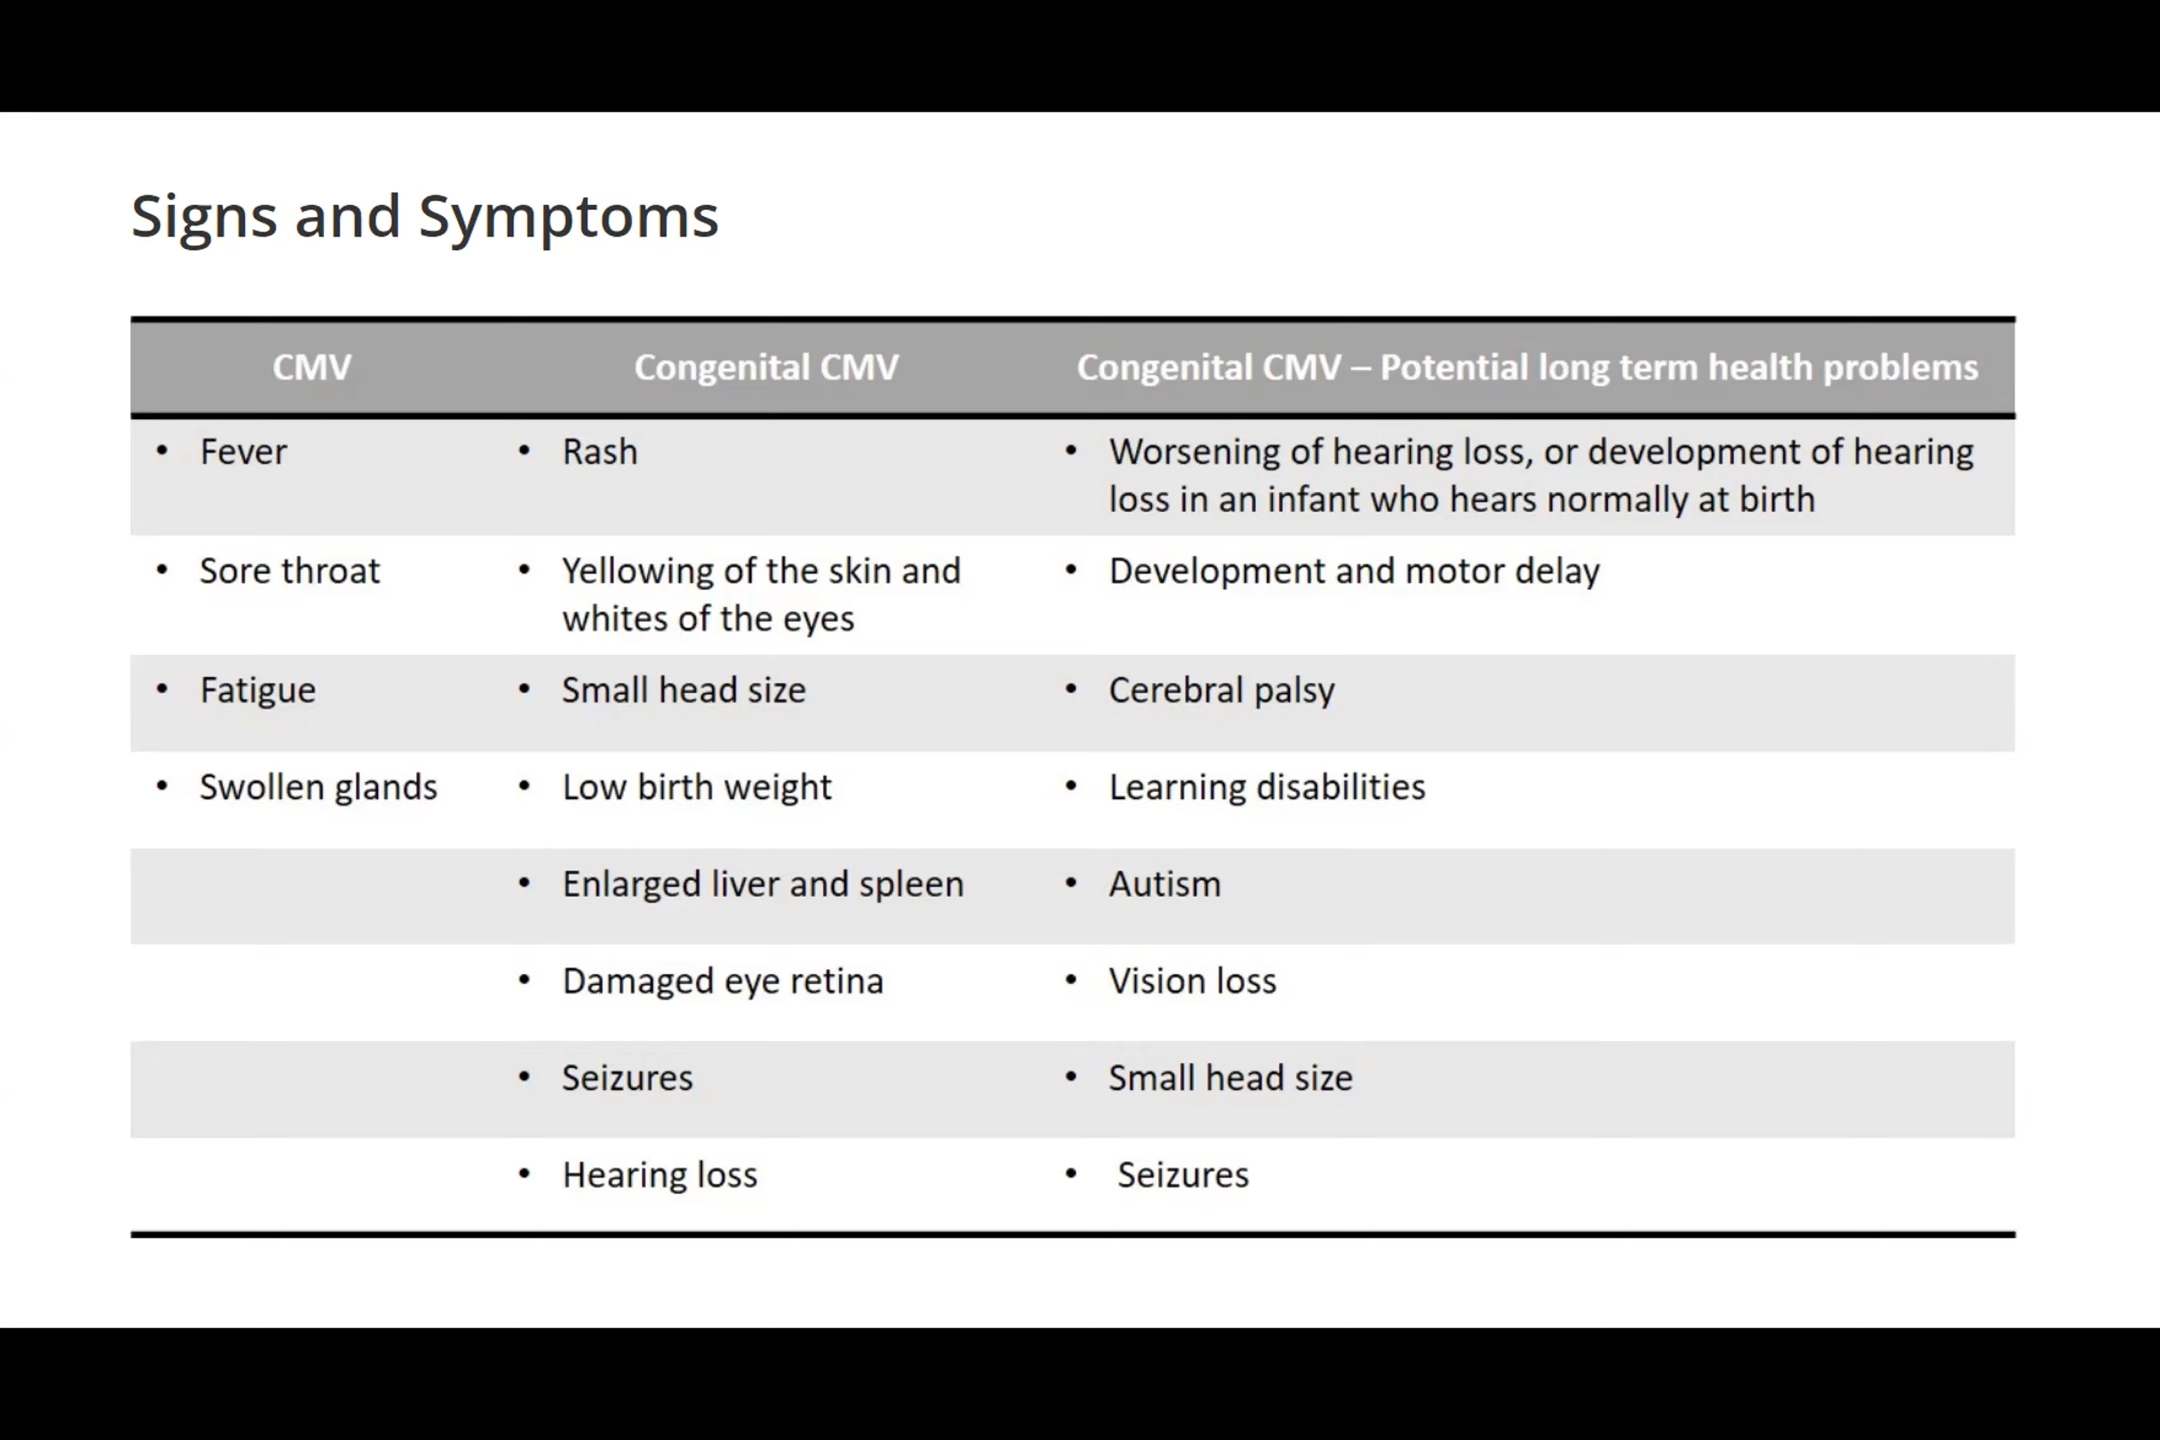 Signs and Symptoms
CMV Congenital CMV Congenital CMV – Potential long term health problems
• Fever • Rash • Worsening of hearing loss, or development of hearing
loss in an infant who hears normally at birth
• Sore throat • Yellowing of the skin and • Development and motor delay
whites of the eyes
• Fatigue • Small head size • Cerebral palsy
• Swollen glands • Low birth weight • Learning disabilities
• Enlarged liver and spleen • Autism
• Damaged eye retina • Vision loss
• Seizures • Small head size
• Hearing loss • Seizures